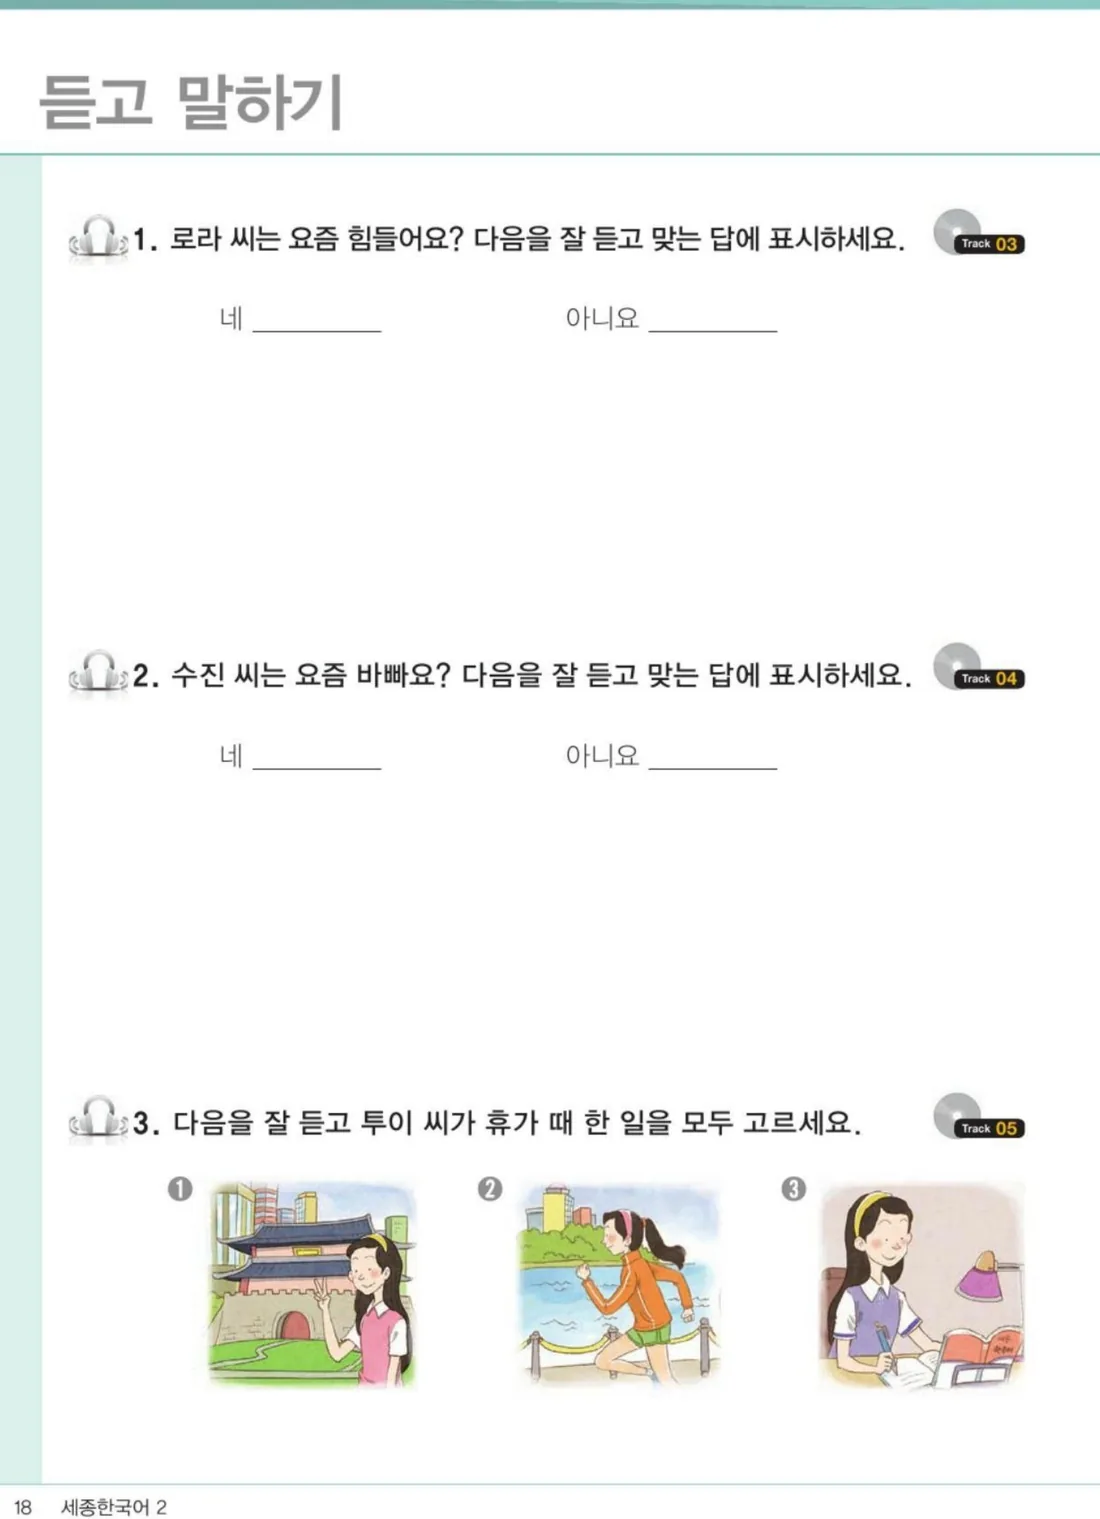 듣고 말하기
1. 로라 씨는 요즘 힘들어요? 다음을 잘 듣고 맞는 답에 표시하세요.
Track 03
네 ________ 아니요 ________
2. 수진 씨는 요즘 바빠요? 다음을 잘 듣고 맞는 답에 표시하세요.
Track 04
네 ________ 아니요 ________
3. 다음을 잘 듣고 투이 씨가 휴가 때 한 일을 모두 고르세요.
Track 05
1 2 3
18 세종한국어 2